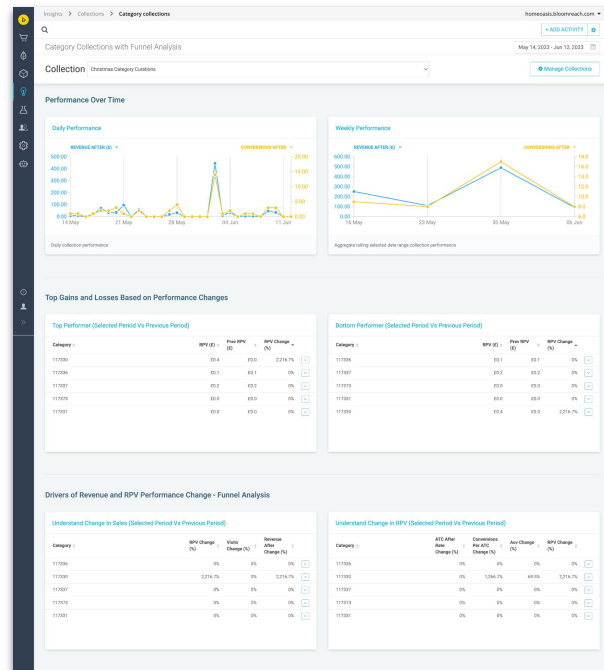 Insights > Collections > Category collections
homeoasis.bloomreach.com
b
+ ADD ACTIVITY
Category Collections with Funnel Analysis
May 14, 2023 - Jun 12, 2023
Collection Christmas Category Curations
Manage Collections
Performance Over Time
Daily Performance
REVENUE AFTER (£)
CONVERSIONS AFTER
500.00
400.00
300.00
200.00
100.00
0.00
20.00
15.00
10.00
5.00
0.00
14 May
21 May
28 May
04 Jun
11 Jun
Daily collection performance
Weekly Performance
REVENUE AFTER (£)
CONVERSIONS AFTER
600.00
500.00
400.00
300.00
200.00
100.00
0.00
18.0
16.0
14.0
12.0
10.0
8.0
6.0
16 May
23 May
30 May
06 Jun
Aggregate rolling selected date range collection performance
Top Gains and Losses Based on Performance Changes
Top Performer (Selected Period Vs Previous Period)
Category RPV (£) Prev RPV (£) RPV Change (%)
117330 £0.4 £0.0 2,216.7%
117336 £0.1 £0.1 0%
117337 £0.2 £0.2 0%
117373 £0.0 £0.0 0%
117331 £0.0 £0.0 0%
Bottom Performer (Selected Period Vs Previous Period)
Category RPV (£) Prev RPV (£) RPV Change (%)
117336 £0.1 £0.1 0%
117337 £0.2 £0.2 0%
117373 £0.0 £0.0 0%
117331 £0.0 £0.0 0%
117330 £0.4 £0.0 2,216.7%
Drivers of Revenue and RPV Performance Change - Funnel Analysis
Understand Change In Sales (Selected Period Vs Previous Period)
Category RPV Change (%) Visits Change (%) Revenue After Change (%)
117336 0% 0% 0%
117330 2,216.7% 0% 2,216.7%
117337 0% 0% 0%
117373 0% 0% 0%
117331 0% 0% 0%
Understand Change In RPV (Selected Period Vs Previous Period)
Category ATC After Rate Change (%) Conversions Per ATC Change (%) Aov Change (%) RPV Change (%)
117336 0% 0% 0% 0%
117330 0% 1,266.7% 69.5% 2,216.7%
117337 0% 0% 0% 0%
117373 0% 0% 0% 0%
117331 0% 0% 0% 0%